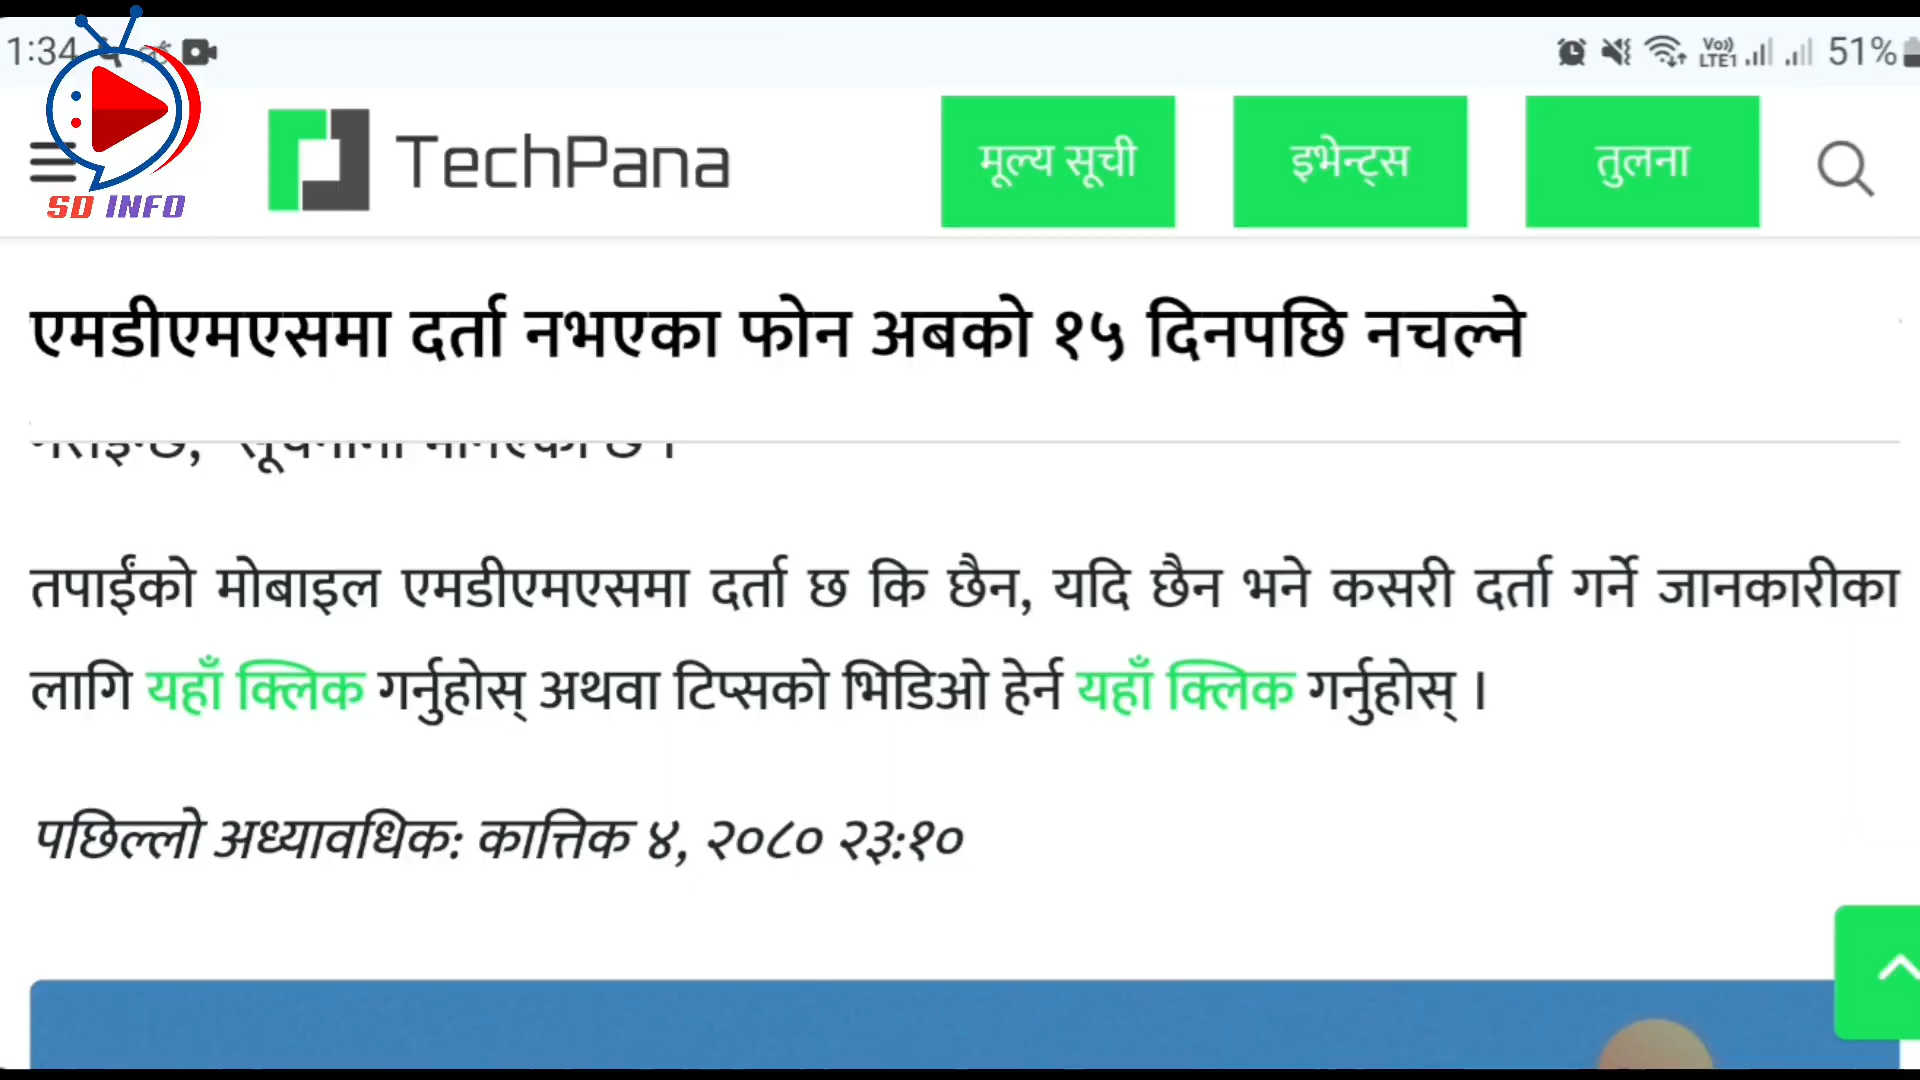 1:34
Vo)) LTE1 51%
SD INFO
TechPana
मूल्य सूची
इभेन्ट्स
तुलना
एमडीएमएसमा दर्ता नभएका फोन अबको १५ दिनपछि नचल्ने
तपाईंको मोबाइल एमडीएमएसमा दर्ता छ कि छैन, यदि छैन भने कसरी दर्ता गर्ने जानकारीका
लागि यहाँ क्लिक गर्नुहोस् अथवा टिप्सको भिडिओ हेर्न यहाँ क्लिक गर्नुहोस् ।
पछिल्लो अध्यावधिक: कात्तिक ४, २०८० २३:१०